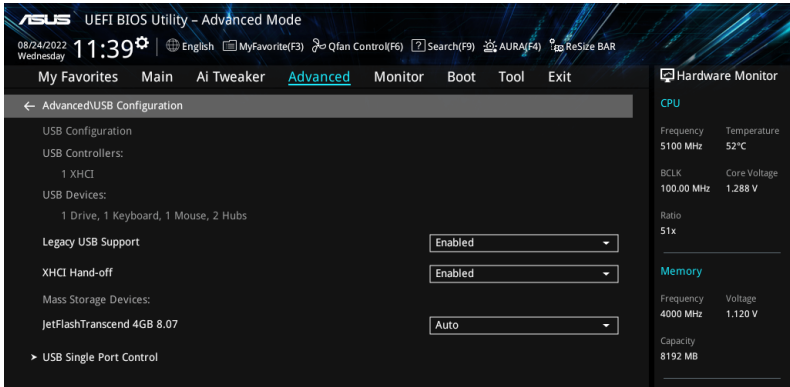 ASUS UEFI BIOS Utility – Advanced Mode
08/24/2022 Wednesday 11:39 English MyFavorite(F3) Qfan Control(F6) ? Search(F9) AURA(F4) ReSize BAR
My Favorites Main Ai Tweaker Advanced Monitor Boot Tool Exit
Hardware Monitor
← Advanced\USB Configuration
USB Configuration
USB Controllers:
1 XHCI
USB Devices:
1 Drive, 1 Keyboard, 1 Mouse, 2 Hubs
Legacy USB Support Enabled
XHCI Hand-off Enabled
Mass Storage Devices:
JetFlashTranscend 4GB 8.07 Auto
> USB Single Port Control
CPU
Frequency Temperature
5100 MHz 52°C
BCLK Core Voltage
100.00 MHz 1.288 V
Ratio
51x
Memory
Frequency Voltage
4000 MHz 1.120 V
Capacity
8192 MB